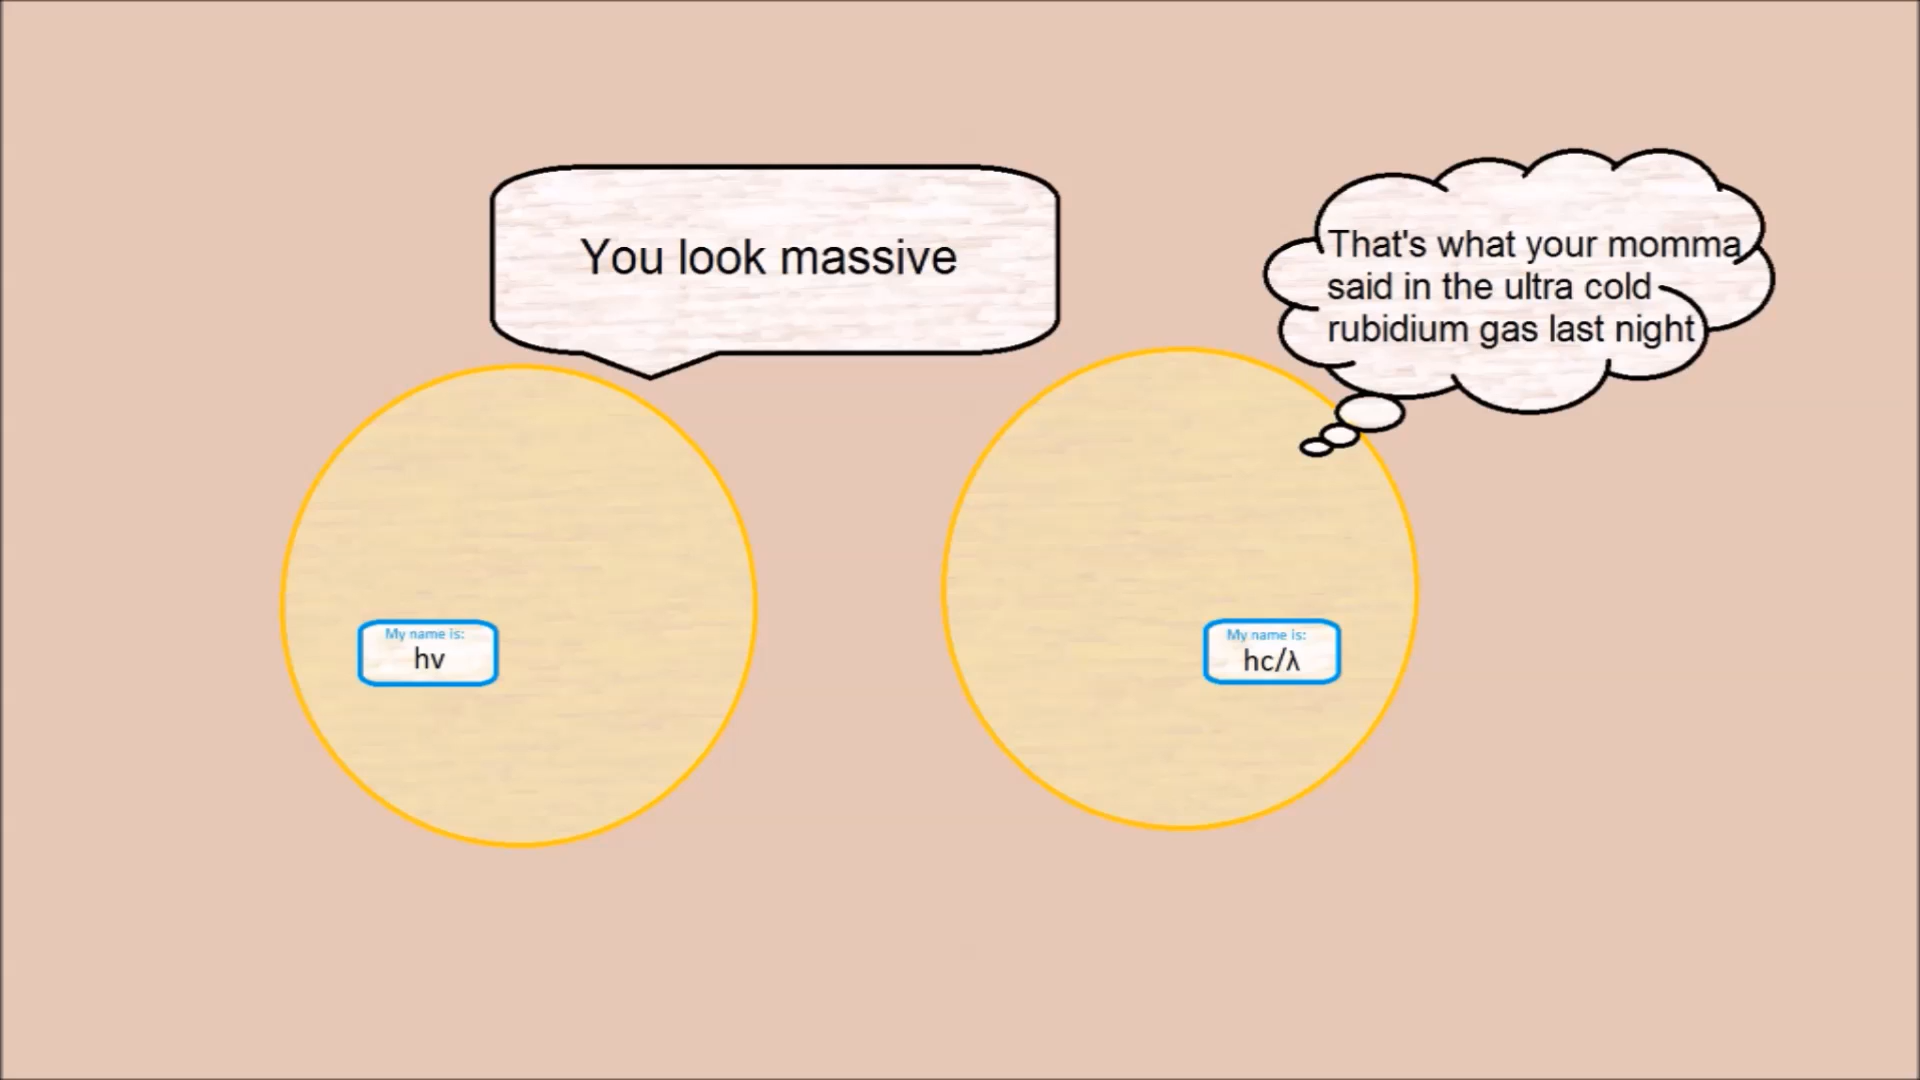 You look massive
That's what your momma
said in the ultra cold
rubidium gas last night
My name is:
hv
My name is:
hc/λ